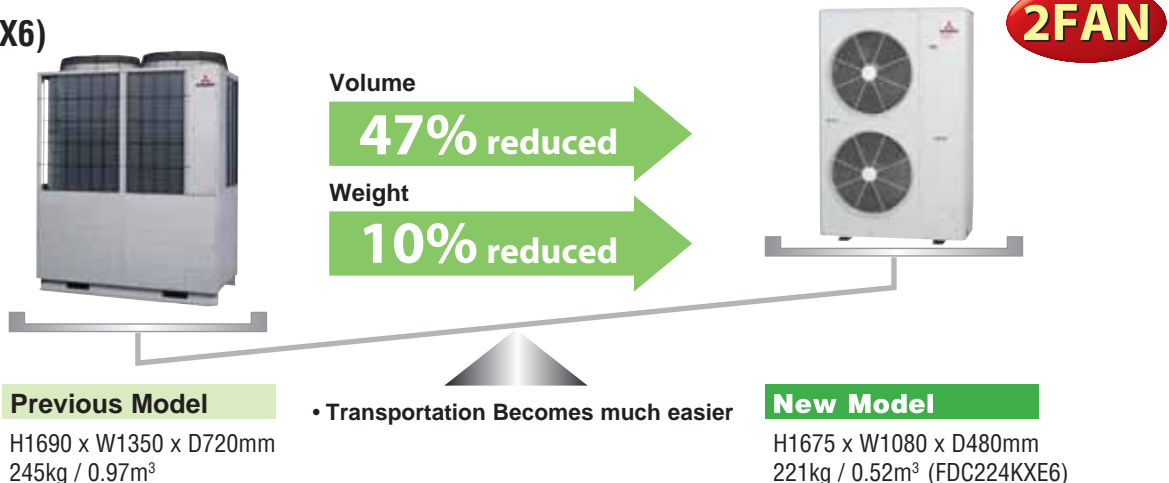 X6)
2FAN
Volume
47% reduced
Weight
10% reduced
Previous Model
H1690 x W1350 x D720mm
245kg / 0.97m³
• Transportation Becomes much easier
New Model
H1675 x W1080 x D480mm
221kg / 0.52m³ (FDC224KXE6)